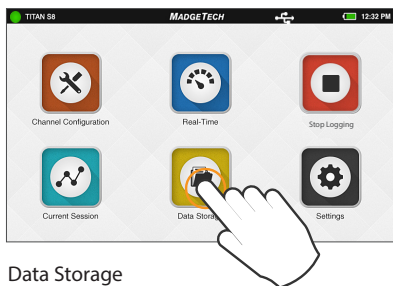 TITAN S8 MADGETECH 12:32 PM
Channel Configuration Real-Time Stop Logging
Current Session Data Storage Settings
Data Storage